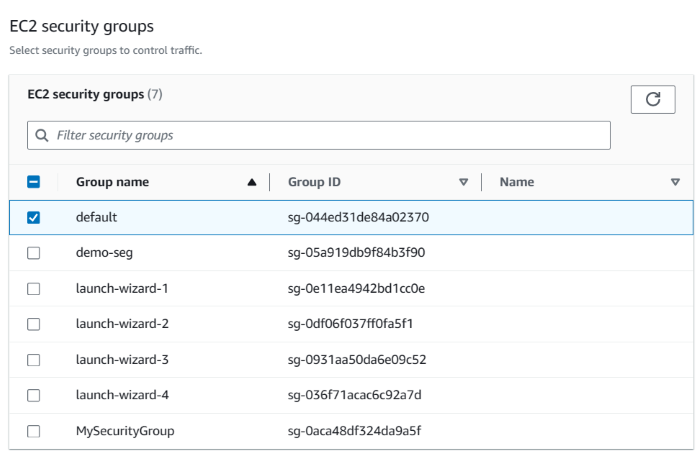 EC2 security groups
Select security groups to control traffic.
EC2 security groups (7)
Filter security groups
Group name Group ID Name
default sg-044ed31de84a02370
demo-seg sg-05a919db9f84b3f90
launch-wizard-1 sg-0e11ea4942bd1cc0e
launch-wizard-2 sg-0df06f037ff0fa5f1
launch-wizard-3 sg-0931aa50da6e09c52
launch-wizard-4 sg-036f71acac6c92a7d
MySecurityGroup sg-0aca48df324da9a5f